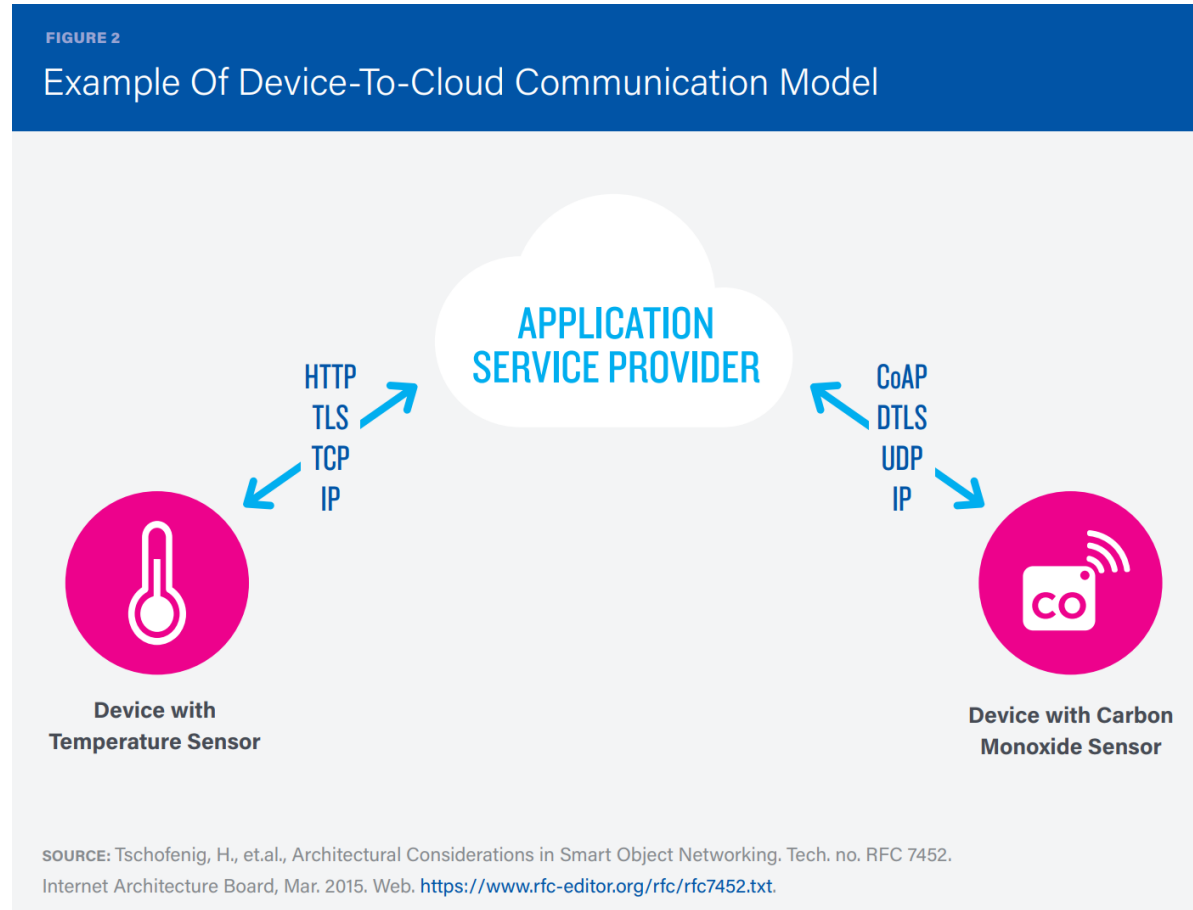 FIGURE 2
Example Of Device-To-Cloud Communication Model
APPLICATION
SERVICE PROVIDER
HTTP
TLS
TCP
IP
CoAP
DTLS
UDP
IP
CO
Device with
Temperature Sensor
Device with Carbon
Monoxide Sensor
SOURCE: Tschofenig, H., et.al., Architectural Considerations in Smart Object Networking. Tech. no. RFC 7452.
Internet Architecture Board, Mar. 2015. Web. https://www.rfc-editor.org/rfc/rfc7452.txt.